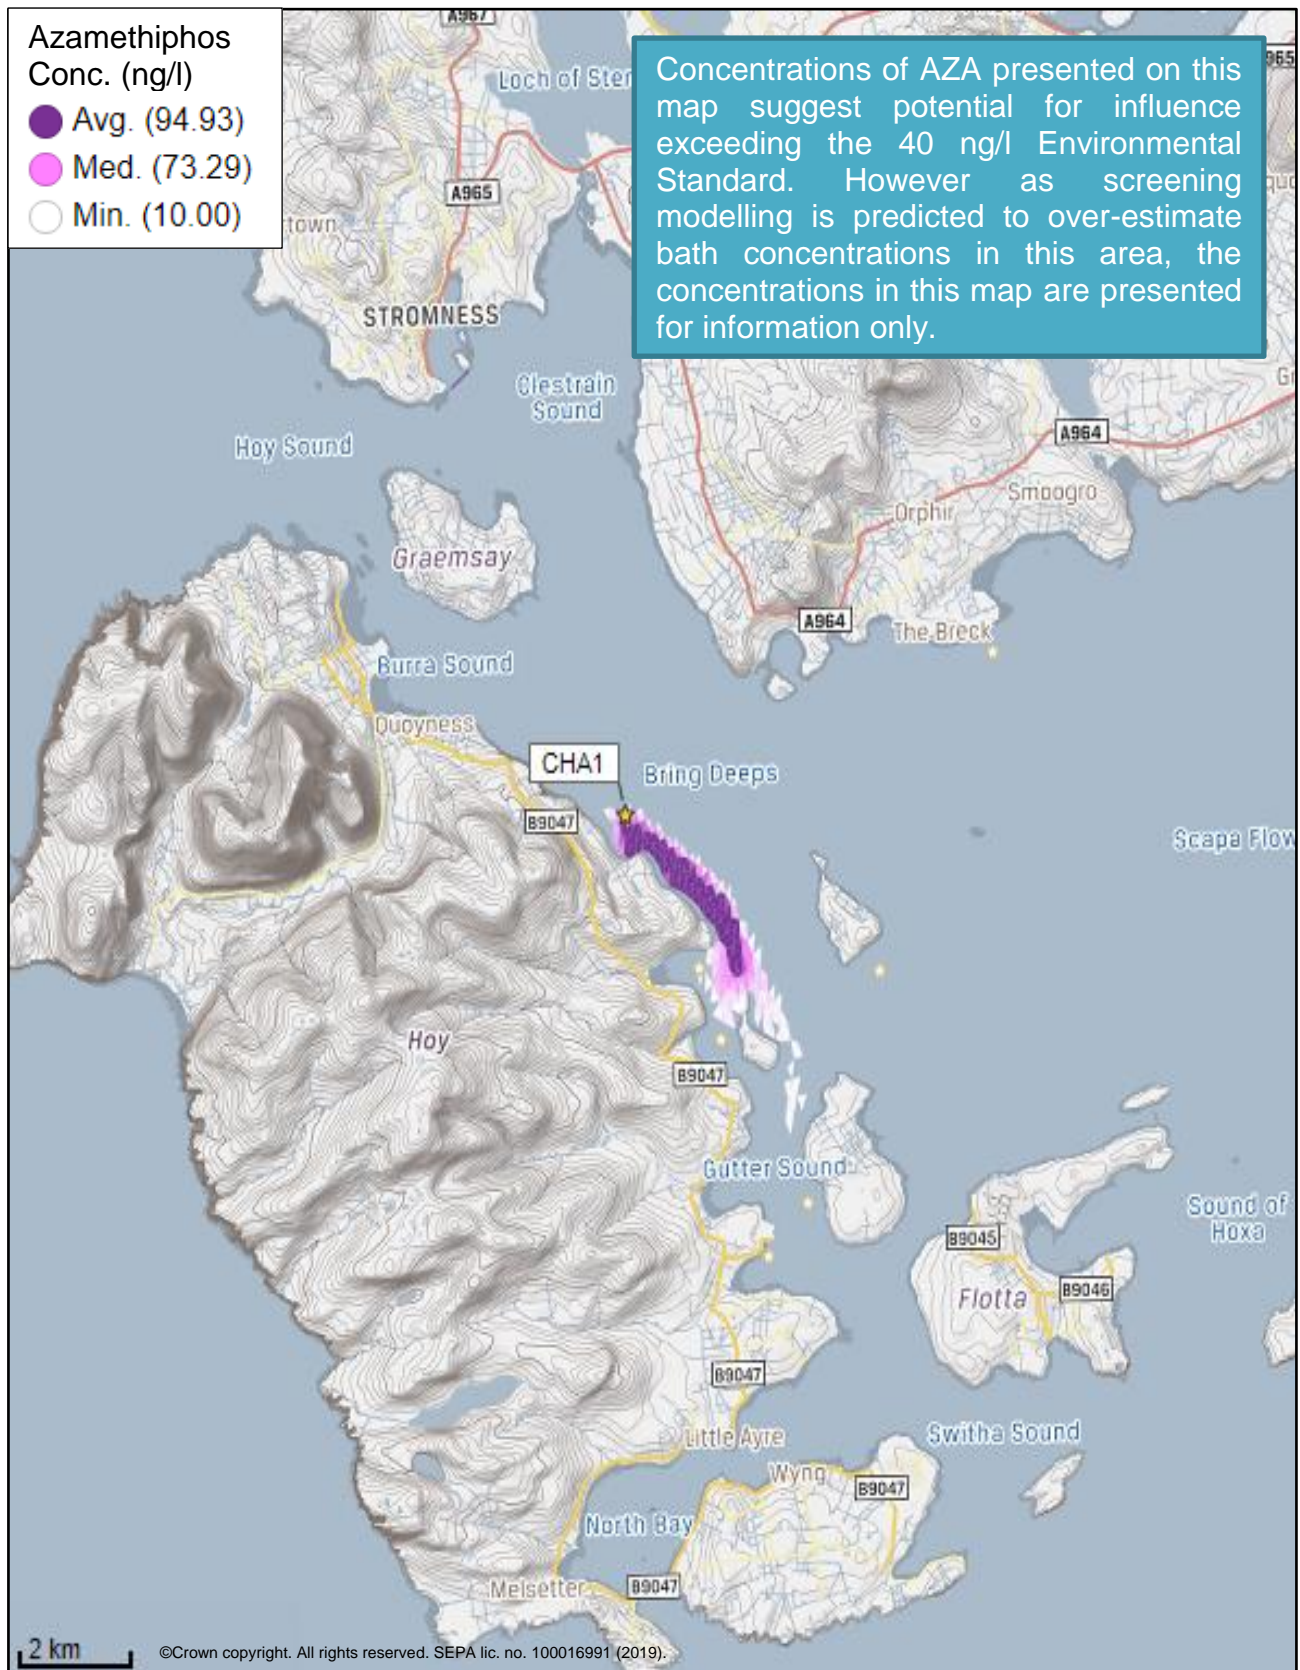 Azamethiphos
Conc. (ng/l)
Avg. (94.93)
Med. (73.29)
Min. (10.00)
Concentrations of AZA presented on this
map suggest potential for influence
exceeding the 40 ng/l Environmental
Standard. However as screening
modelling is predicted to over-estimate
bath concentrations in this area, the
concentrations in this map are presented
for information only.
A967
Loch of
A965
STROMNESS
Clestrain
Sound
Hoy Sound
A964
Smoogro
Orphir
Graemsay
A964
The Breck
Burra Sound
Quoyness
CHA1
Bring Deeps
B9047
Scapa Flow
Hoy
B9047
Gutter Sound
Sound of
Hoxa
B9045
B9046
Flotta
B9047
Switha Sound
Little Ayre
Wyng
B9047
North Bay
Melsetter
B9047
2 km
©Crown copyright. All rights reserved. SEPA lic. no. 100016991 (2019).